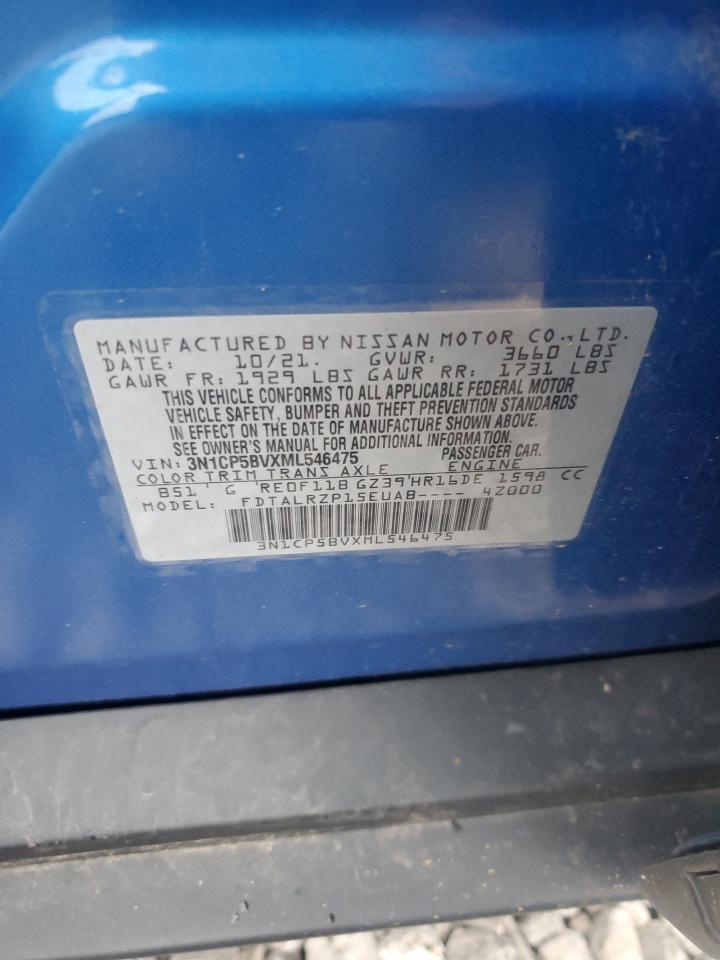 MANUFACTURED BY NISSAN MOTOR CO.,LTD.
DATE: 10/21. GVWR: 3660 LBS
GAWR FR: 1929 LBS GAWR RR: 1731 LBS
THIS VEHICLE CONFORMS TO ALL APPLICABLE FEDERAL MOTOR
VEHICLE SAFETY, BUMPER AND THEFT PREVENTION STANDARDS
IN EFFECT ON THE DATE OF MANUFACTURE SHOWN ABOVE.
SEE OWNER'S MANUAL FOR ADDITIONAL INFORMATION.
VIN: 3N1CP5BVXML546475 PASSENGER CAR.
COLOR TRIM TRANS AXLE ENGINE
B51 G RE0F11B GZ39 HR16DE 1598 CC
MODEL: FDTALRZP15EUAB---- 4Z000
3N1CP5BVXML546475